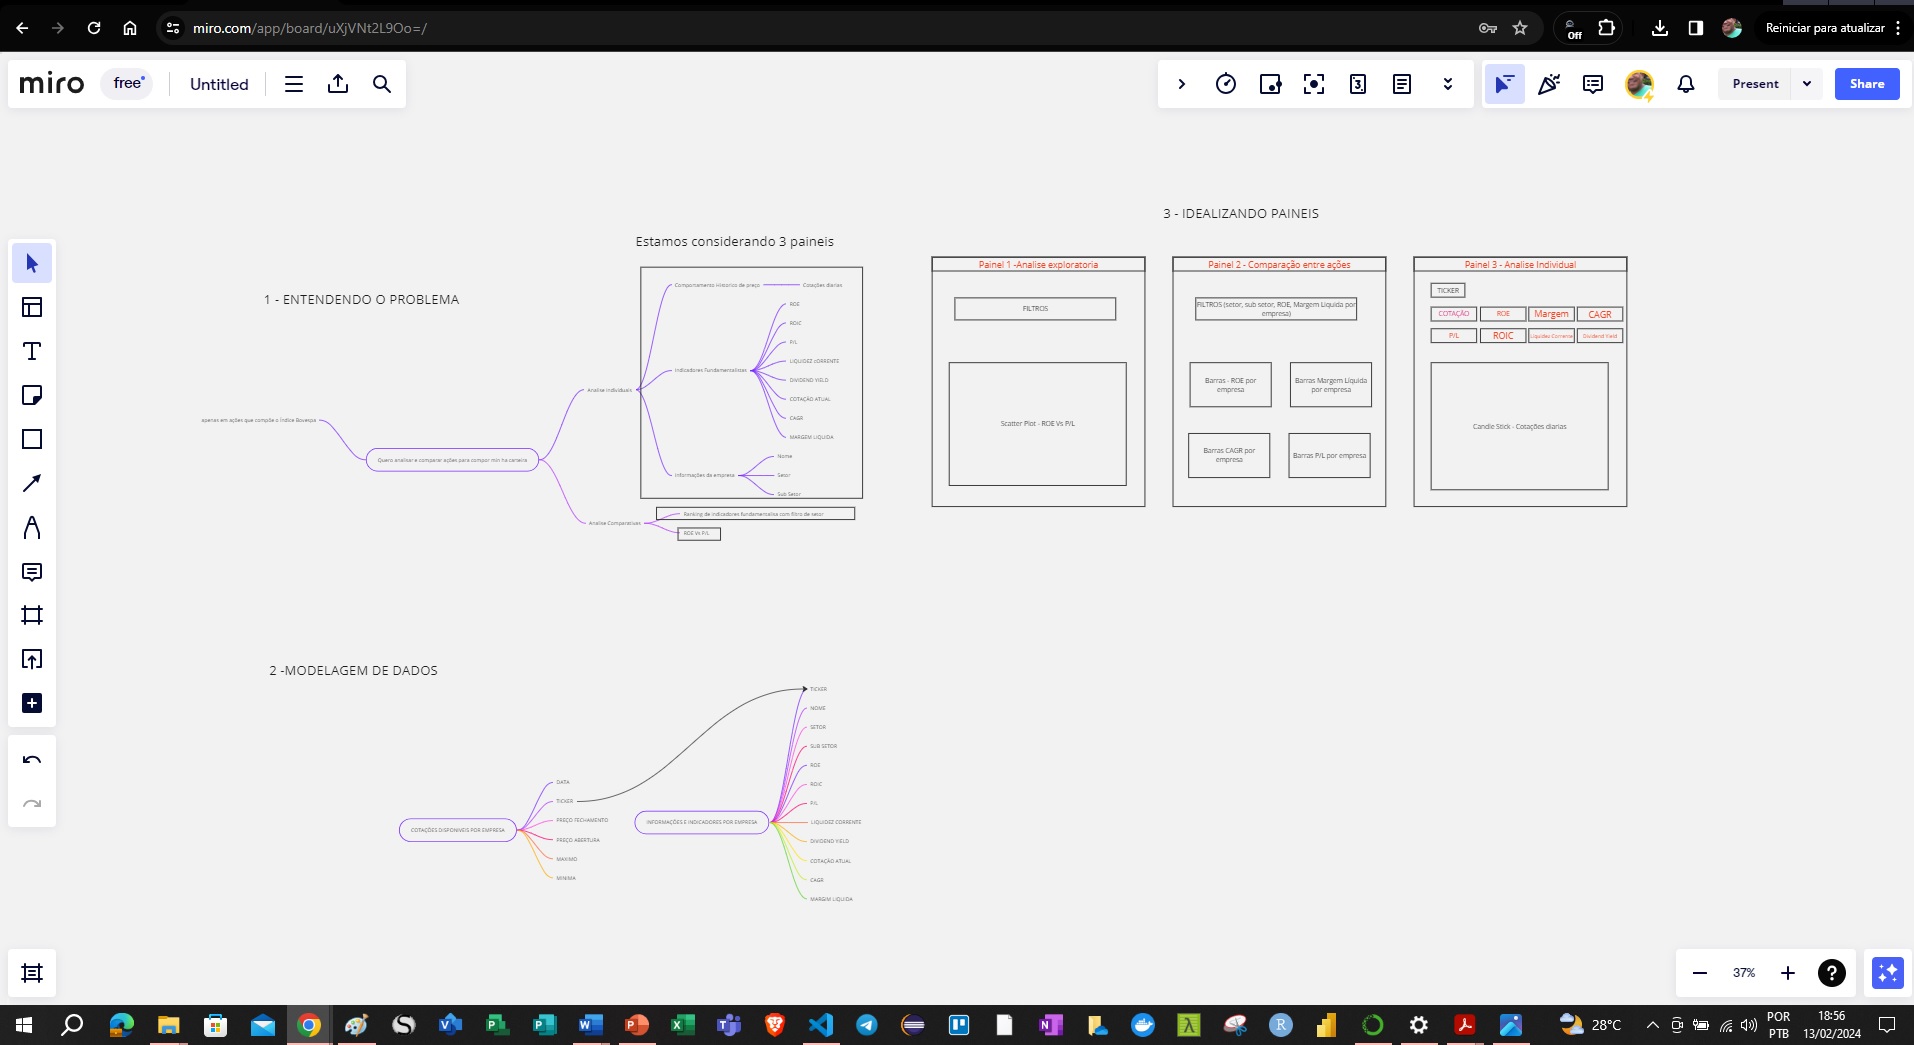 miro.com/app/board/uXjVNt2L9Oo=/
Off
Reiniciar para atualizar
miro
free
Untitled
Present
Share
1 - ENTENDENDO O PROBLEMA
Estamos considerando 3 paineis
apenas em ações que compõe o Índice Bovespa
Quero analisar e comparar ações para compor min ha carteira
Analise Individuais
Comportamento Historico de preço
Cotações diarias
Indicadores Fundamentalistas
ROE
ROIC
P/L
LIQUIDEZ cORRENTE
DIVIDEND YIELD
COTAÇÃO ATUAL
CAGR
MARGEM LIQUIDA
Informações da empresa
Nome
Setor
Sub Setor
Analise Comparativas
Ranking de indicadores fundamentalisa com filtro de setor
ROE Vs P/L
3 - IDEALIZANDO PAINEIS
Painel 1 -Analise exploratoria
FILTROS
Scatter Plot - ROE Vs P/L
Painel 2 - Comparação entre ações
FILTROS (setor, sub setor, ROE, Margem Liquida por
empresa)
Barras - ROE por
empresa
Barras Margem Líquida
por empresa
Barras CAGR por
empresa
Barras P/L por empresa
Painel 3 - Analise Individual
TICKER
COTAÇÃO
ROE
Margem
CAGR
P/L
ROIC
Liquidez Corrente
Dividend Yield
Candle Stick - Cotações diarias
2 -MODELAGEM DE DADOS
COTAÇÕES DISPONIVEIS POR EMPRESA
DATA
TICKER
PREÇO FECHAMENTO
PREÇO ABERTURA
MAXIMO
MINIMA
INFORMAÇÕES E INDICADORES POR EMPRESA
TICKER
NOME
SETOR
SUB SETOR
ROE
ROIC
P/L
LIQUIDEZ CORRENTE
DIVIDEND YIELD
COTAÇÃO ATUAL
CAGR
MARGIM LIQUIDA
37%
28°C
POR
PTB
18:56
13/02/2024